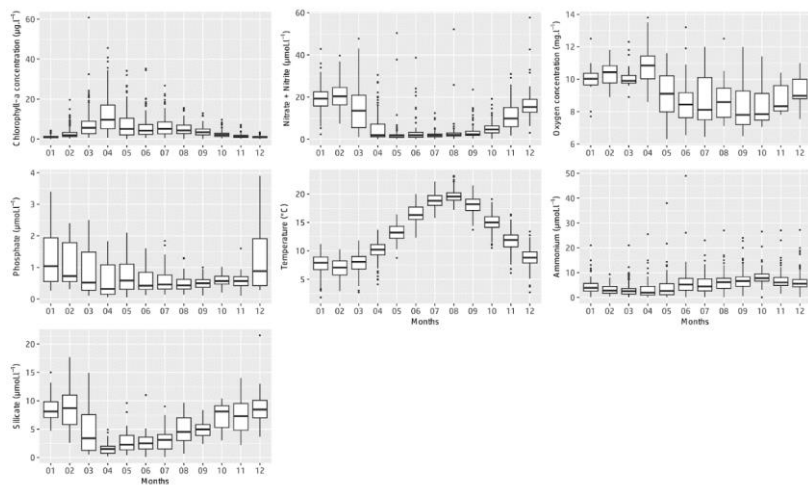 Chlorophyll-a concentration (µg.l⁻¹)
60
40
20
0
01 02 03 04 05 06 07 08 09 10 11 12
Nitrate + Nitrite (µmol.l⁻¹)
60
40
20
0
01 02 03 04 05 06 07 08 09 10 11 12
Oxygen concentration (mg.l⁻¹)
14
12
10
8
6
01 02 03 04 05 06 07 08 09 10 11 12
Phosphate (µmol.l⁻¹)
4
3
2
1
0
01 02 03 04 05 06 07 08 09 10 11 12
Temperature (°C)
20
15
10
5
01 02 03 04 05 06 07 08 09 10 11 12
Months
Ammonium (µmol.l⁻¹)
50
40
30
20
10
0
01 02 03 04 05 06 07 08 09 10 11 12
Months
Silicate (µmol.l⁻¹)
20
15
10
5
0
01 02 03 04 05 06 07 08 09 10 11 12
Months